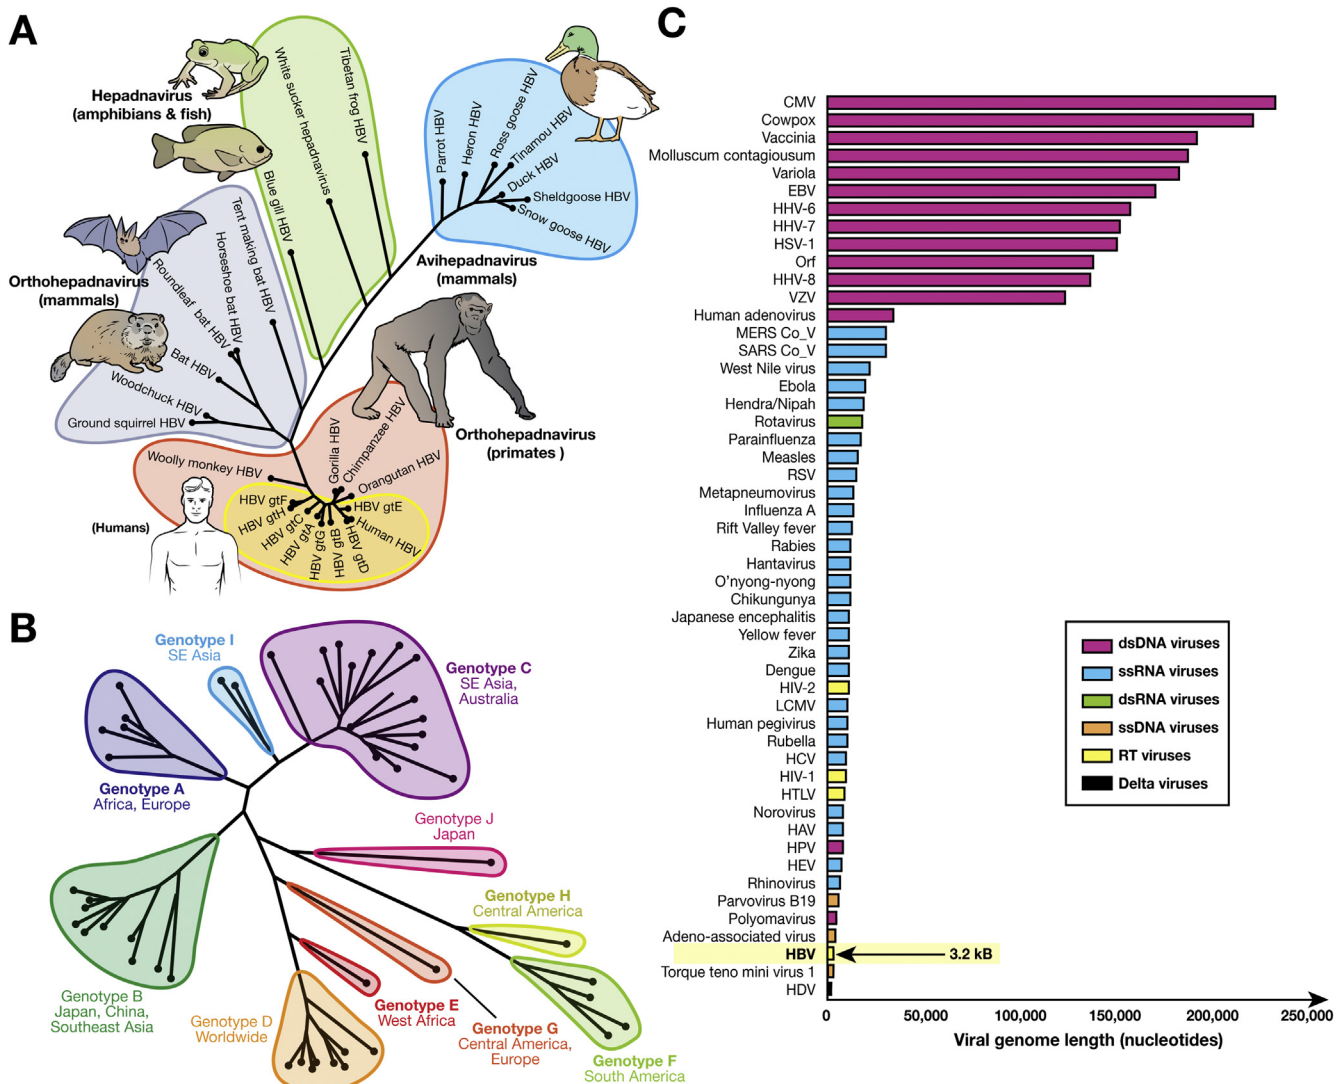 A
Hepadnavirus
(amphibians & fish)
White sucker hepadnavirus
Tibetan frog HBV
Blue gill HBV
Parrot HBV
Heron HBV
Ross goose HBV
Tinamou HBV
Duck HBV
Sheldgoose HBV
Snow goose HBV
Avihepadnavirus
(mammals)
Orthohepadnavirus
(mammals)
Tent making bat HBV
Horseshoe bat HBV
Roundleaf bat HBV
Bat HBV
Woodchuck HBV
Ground squirrel HBV
Orthohepadnavirus
(primates )
Woolly monkey HBV
Gorilla HBV
Chimpanzee HBV
Orangutan HBV
(Humans)
HBV gtF
HBV gtH
HBV gtC
HBV gtA
HBV gtG
HBV gtB
HBV gtD
Human HBV
HBV gtE
B
Genotype I
SE Asia
Genotype C
SE Asia,
Australia
Genotype A
Africa, Europe
Genotype J
Japan
Genotype H
Central America
Genotype B
Japan, China,
Southeast Asia
Genotype D
Worldwide
Genotype E
West Africa
Genotype G
Central America,
Europe
Genotype F
South America
C
CMV
Cowpox
Vaccinia
Molluscum contagiousum
Variola
EBV
HHV-6
HHV-7
HSV-1
Orf
HHV-8
VZV
Human adenovirus
MERS Co_V
SARS Co_V
West Nile virus
Ebola
Hendra/Nipah
Rotavirus
Parainfluenza
Measles
RSV
Metapneumovirus
Influenza A
Rift Valley fever
Rabies
Hantavirus
O'nyong-nyong
Chikungunya
Japanese encephalitis
Yellow fever
Zika
Dengue
HIV-2
LCMV
Human pegivirus
Rubella
HCV
HIV-1
HTLV
Norovirus
HAV
HPV
HEV
Rhinovirus
Parvovirus B19
Polyomavirus
Adeno-associated virus
HBV 3.2 kB
Torque teno mini virus 1
HDV
dsDNA viruses
ssRNA viruses
dsRNA viruses
ssDNA viruses
RT viruses
Delta viruses
0 50,000 100,000 150,000 200,000 250,000
Viral genome length (nucleotides)